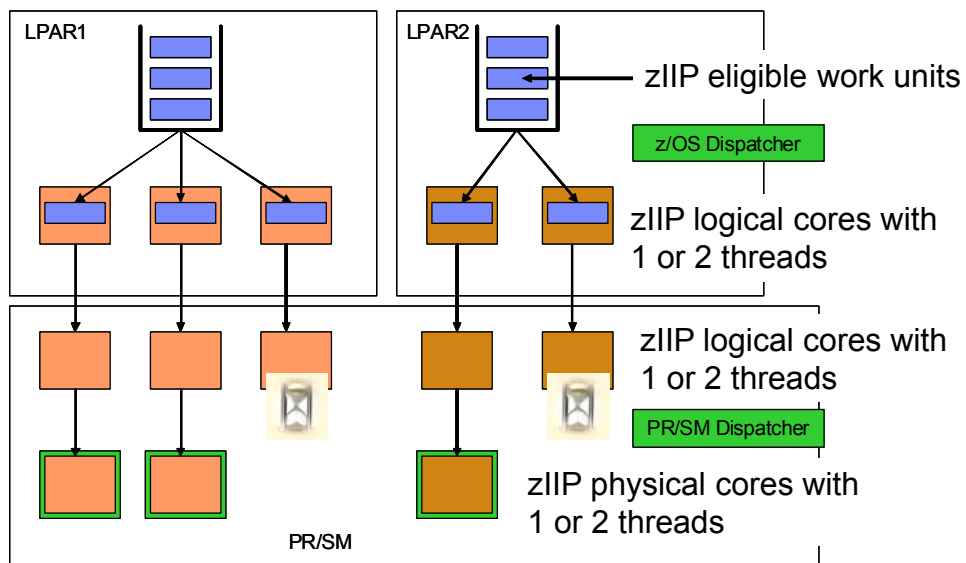 LPAR1
LPAR2
zIIP eligible work units
z/OS Dispatcher
zIIP logical cores with
1 or 2 threads
zIIP logical cores with
1 or 2 threads
PR/SM Dispatcher
zIIP physical cores with
1 or 2 threads
PR/SM